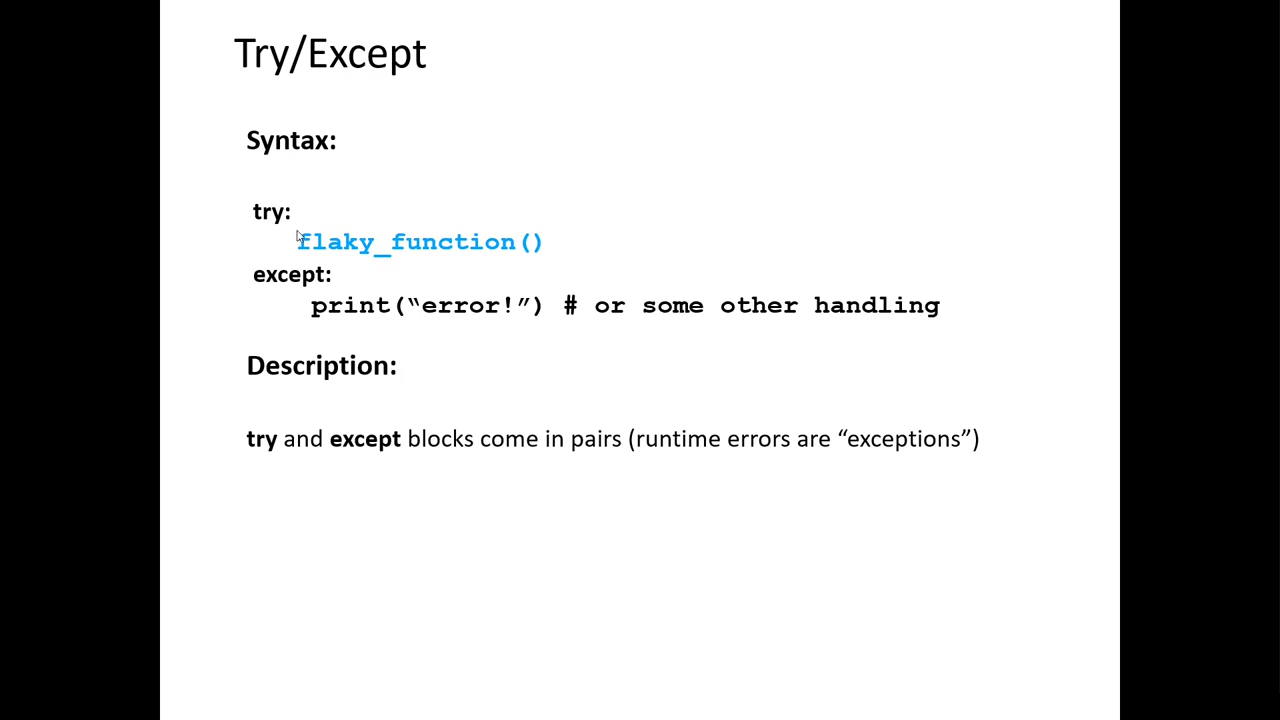 Try/Except
Syntax:
try:
flaky_function()
except:
print(“error!”) # or some other handling
Description:
try and except blocks come in pairs (runtime errors are “exceptions”)